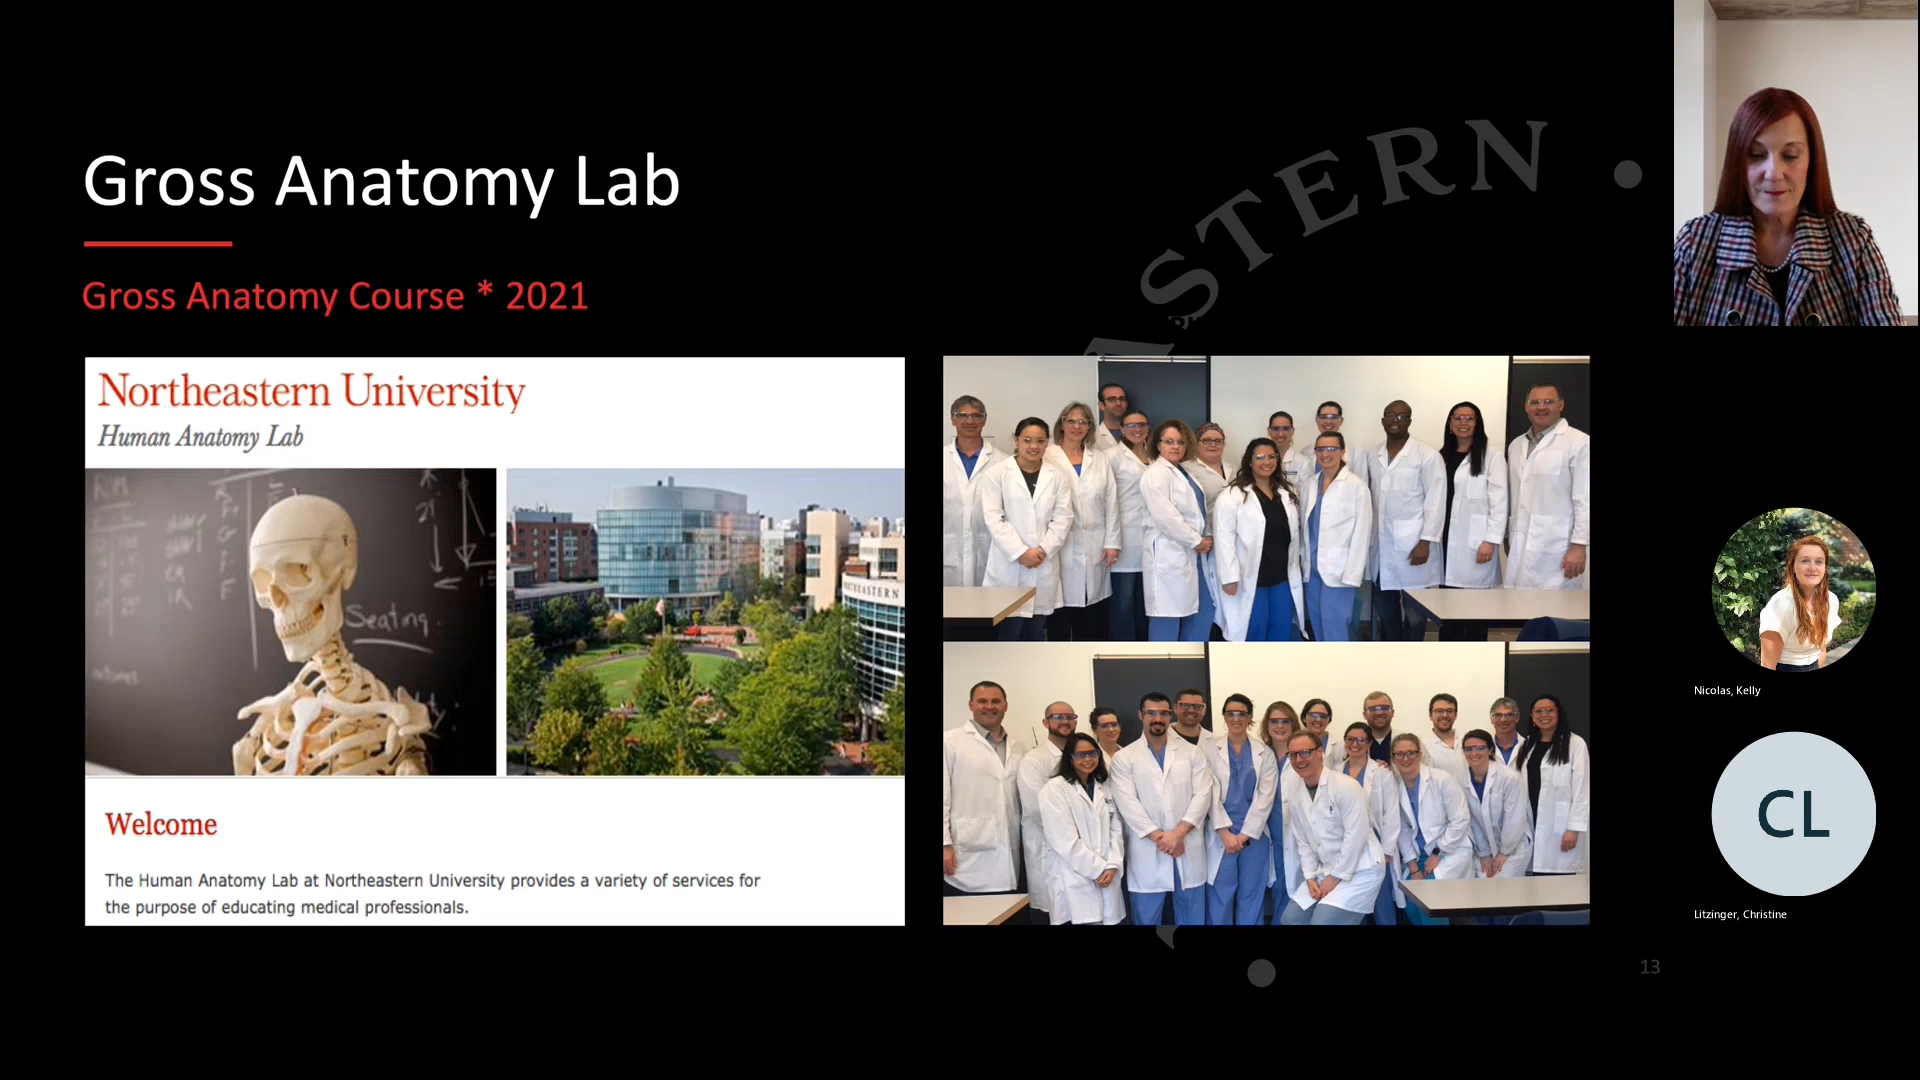 Gross Anatomy Lab
Gross Anatomy Course * 2021
ASTERN
Northeastern University
Human Anatomy Lab
Seating
NORTHEASTERN
Welcome
The Human Anatomy Lab at Northeastern University provides a variety of services for
the purpose of educating medical professionals.
Nicolas, Kelly
CL
Litzinger, Christine
13